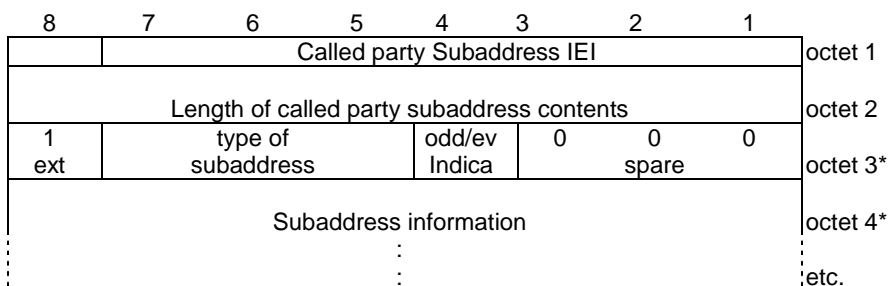 8 7 6 5 4 3 2 1
Called party Subaddress IEI octet 1
Length of called party subaddress contents octet 2
1 type of odd/ev 0 0 0
ext subaddress Indica spare octet 3*
Subaddress information octet 4*
:
: etc.